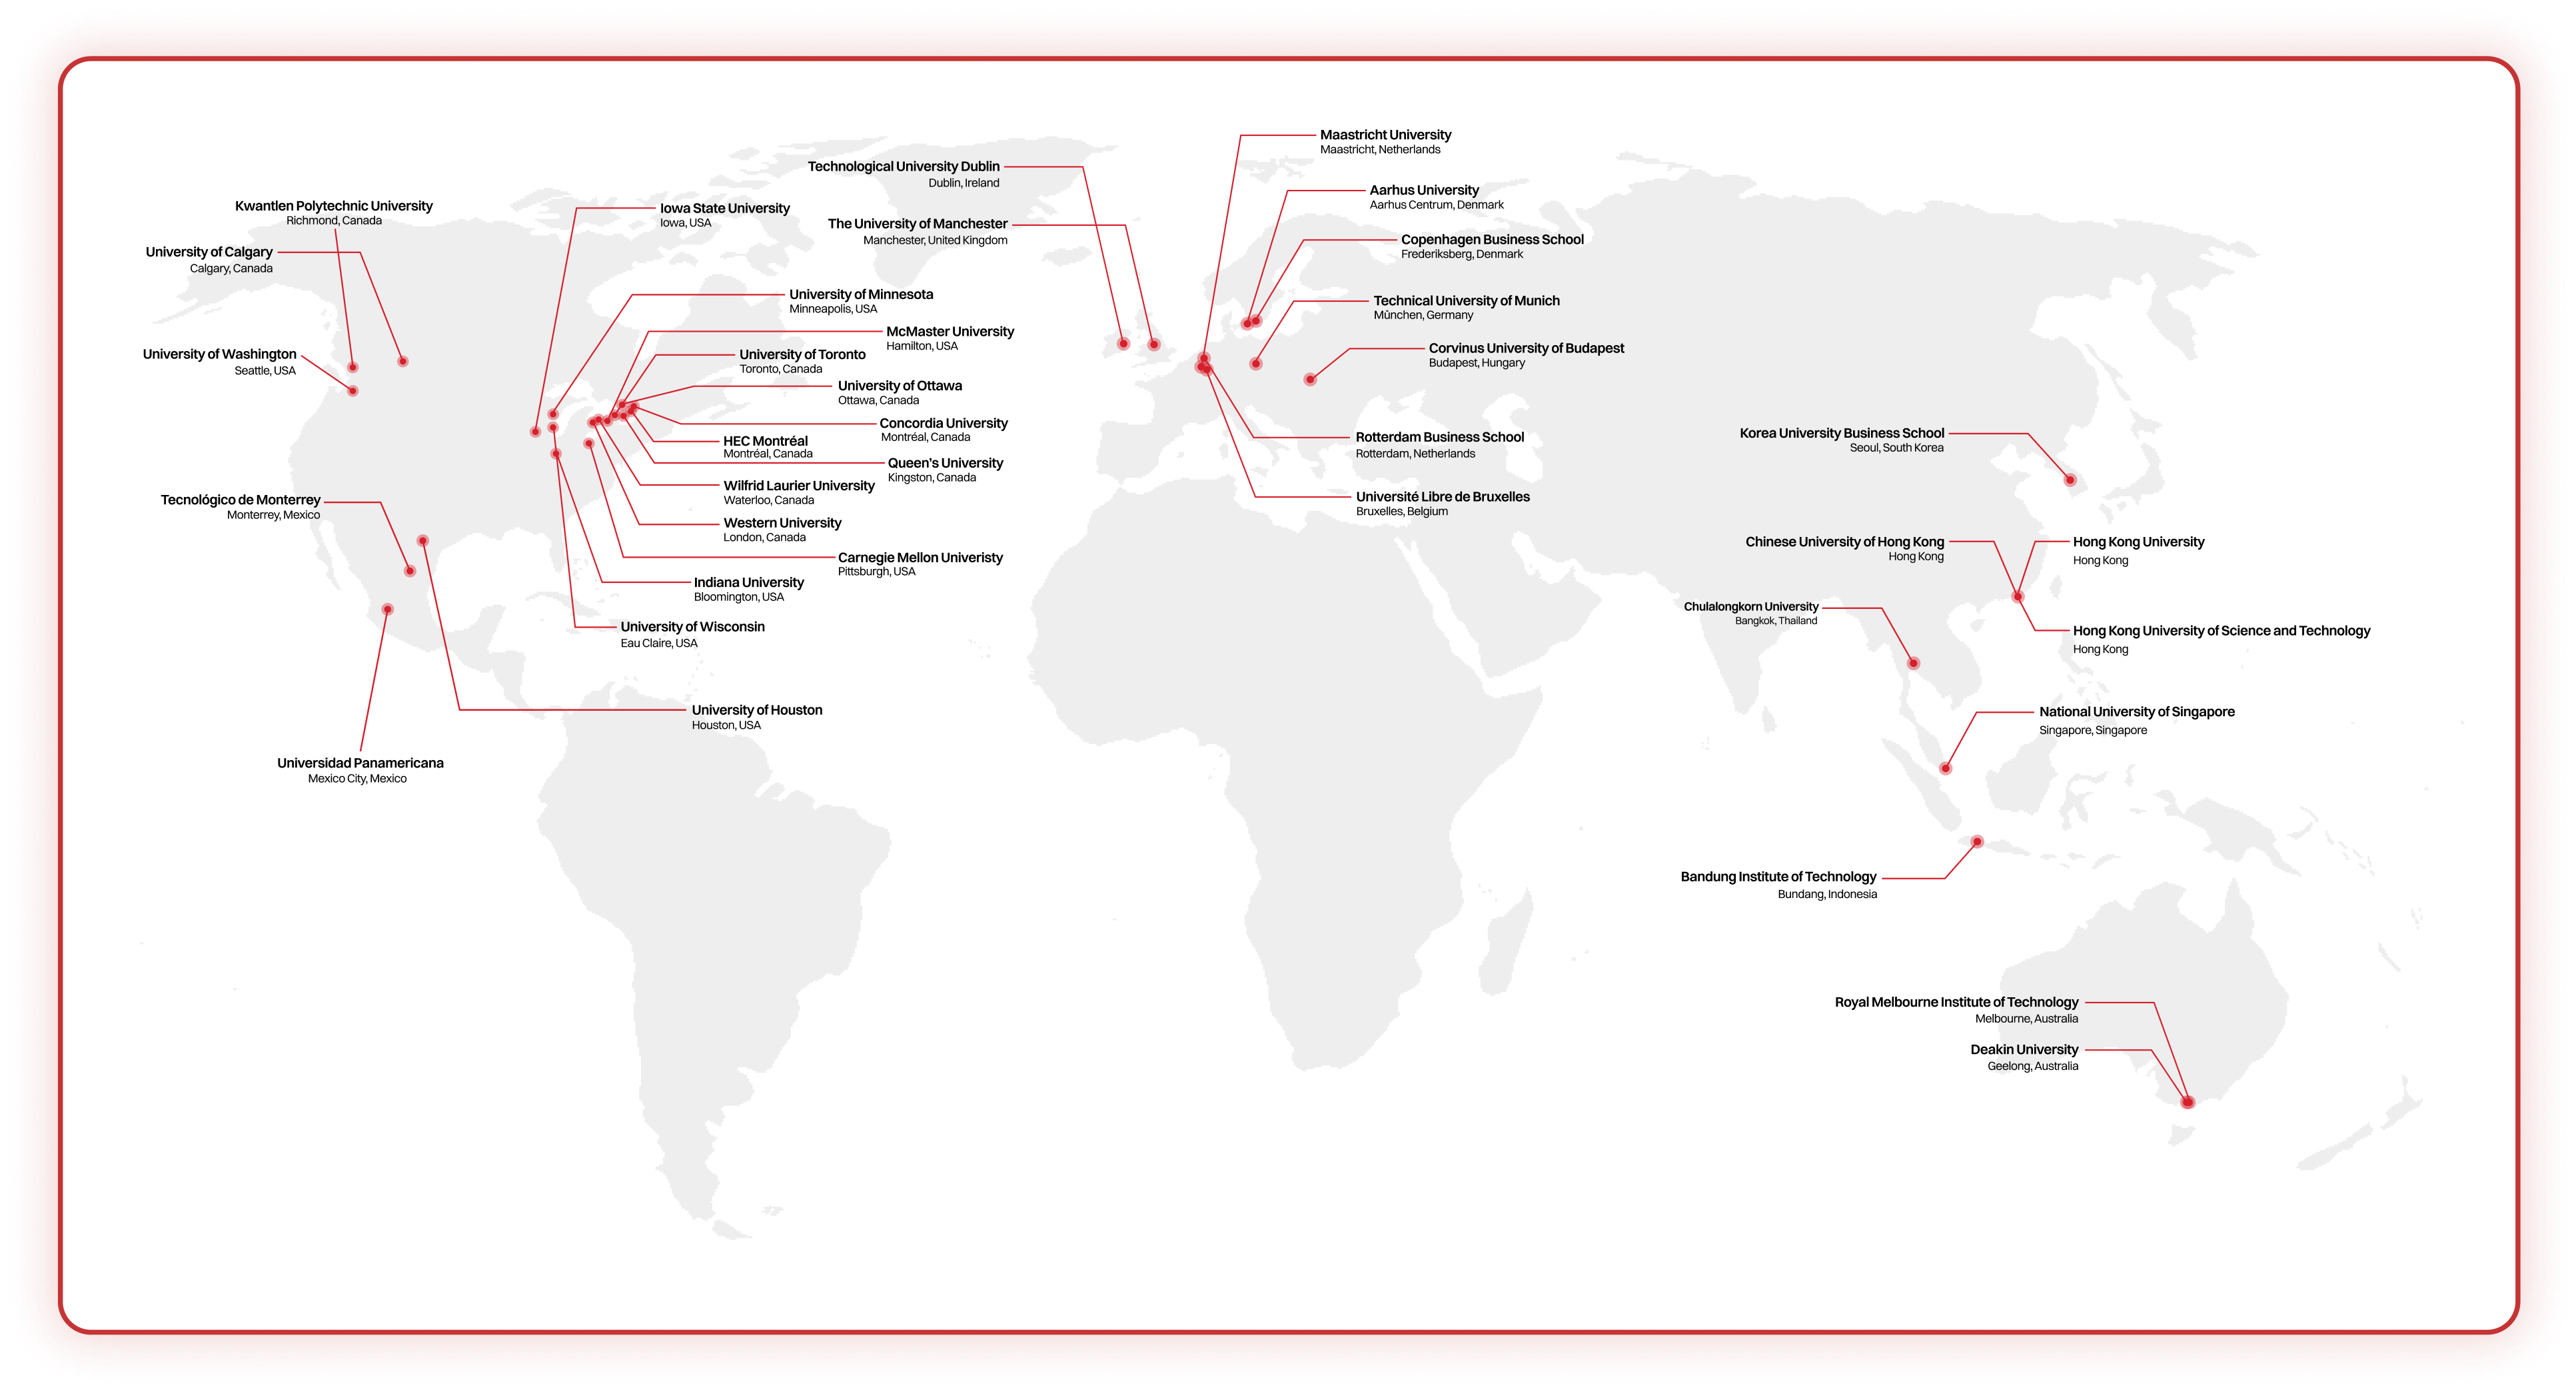 Maastricht University
Maastricht, Netherlands
Technological University Dublin
Dublin, Ireland
Aarhus University
Aarhus Centrum, Denmark
Kwantlen Polytechnic University
Richmond, Canada
Iowa State University
Iowa, USA
The University of Manchester
Manchester, United Kingdom
Copenhagen Business School
Frederiksberg, Denmark
University of Calgary
Calgary, Canada
University of Minnesota
Minneapolis, USA
Technical University of Munich
München, Germany
McMaster University
Hamilton, USA
University of Washington
Seattle, USA
University of Toronto
Toronto, Canada
Corvinus University of Budapest
Budapest, Hungary
University of Ottawa
Ottawa, Canada
Concordia University
Montréal, Canada
HEC Montréal
Montréal, Canada
Rotterdam Business School
Rotterdam, Netherlands
Korea University Business School
Seoul, South Korea
Queen's University
Kingston, Canada
Wilfrid Laurier University
Waterloo, Canada
Tecnológico de Monterrey
Monterrey, Mexico
Université Libre de Bruxelles
Bruxelles, Belgium
Western University
London, Canada
Chinese University of Hong Kong
Hong Kong
Hong Kong University
Hong Kong
Carnegie Mellon Univeristy
Pittsburgh, USA
Indiana University
Bloomington, USA
Chulalongkorn University
Bangkok, Thailand
University of Wisconsin
Eau Claire, USA
Hong Kong University of Science and Technology
Hong Kong
University of Houston
Houston, USA
National University of Singapore
Singapore, Singapore
Universidad Panamericana
Mexico City, Mexico
Bandung Institute of Technology
Bundang, Indonesia
Royal Melbourne Institute of Technology
Melbourne, Australia
Deakin University
Geelong, Australia